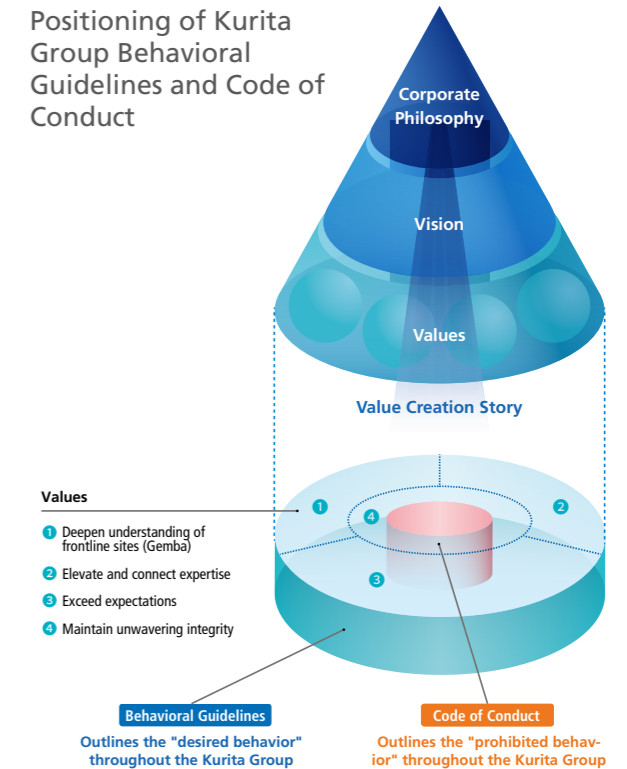 Positioning of Kurita
Group Behavioral
Guidelines and Code of
Conduct
Corporate
Philosophy
Vision
Values
Value Creation Story
Values
1 Deepen understanding of
frontline sites (Gemba)
2 Elevate and connect expertise
3 Exceed expectations
4 Maintain unwavering integrity
1
2
4
3
Behavioral Guidelines
Outlines the "desired behavior"
throughout the Kurita Group
Code of Conduct
Outlines the "prohibited behav-
ior" throughout the Kurita Group